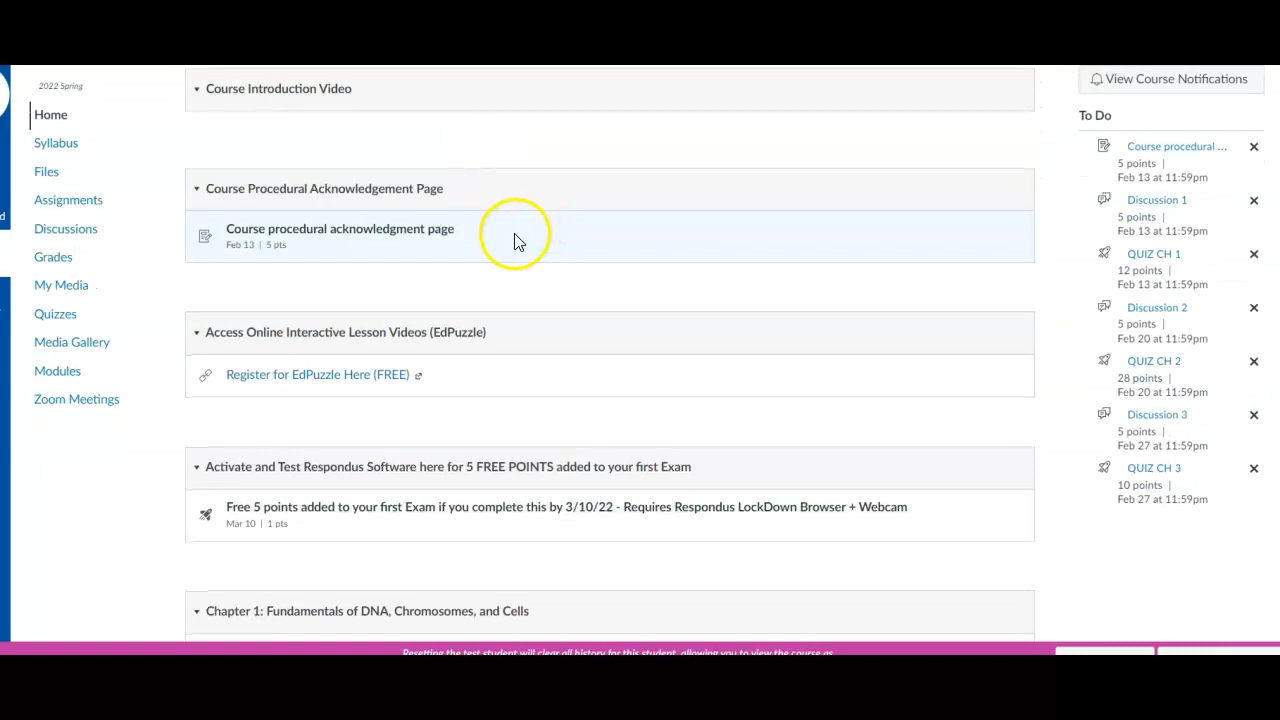 2022 Spring
Home
Syllabus
Files
Assignments
Discussions
Grades
My Media
Quizzes
Media Gallery
Modules
Zoom Meetings
d
Course Introduction Video
Course Procedural Acknowledgement Page
Course procedural acknowledgment page
Feb 13 | 5 pts
Access Online Interactive Lesson Videos (EdPuzzle)
Register for EdPuzzle Here (FREE)
Activate and Test Respondus Software here for 5 FREE POINTS added to your first Exam
Free 5 points added to your first Exam if you complete this by 3/10/22 - Requires Respondus LockDown Browser + Webcam
Mar 10 | 1 pts
Chapter 1: Fundamentals of DNA, Chromosomes, and Cells
View Course Notifications
To Do
Course procedural ...
5 points |
Feb 13 at 11:59pm
Discussion 1
5 points |
Feb 13 at 11:59pm
QUIZ CH 1
12 points |
Feb 13 at 11:59pm
Discussion 2
5 points |
Feb 20 at 11:59pm
QUIZ CH 2
28 points |
Feb 20 at 11:59pm
Discussion 3
5 points |
Feb 27 at 11:59pm
QUIZ CH 3
10 points |
Feb 27 at 11:59pm
Resetting the test student will clear all history for this student, allowing you to view the course as